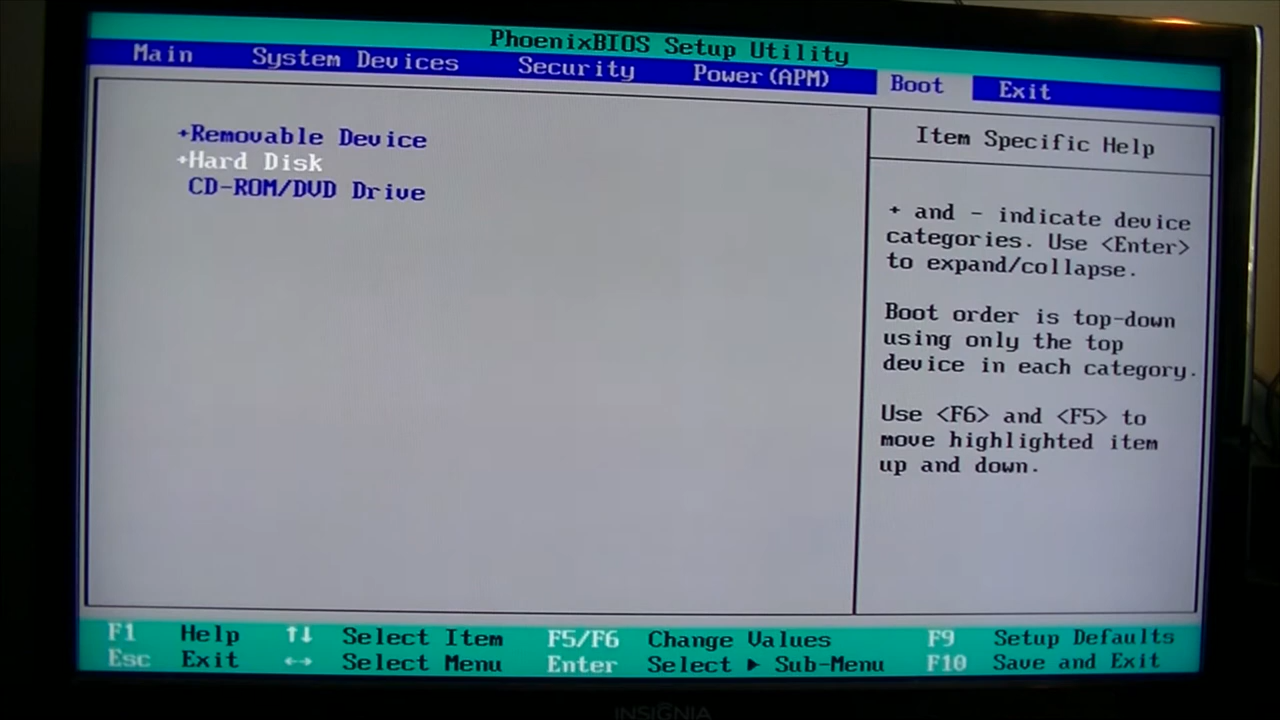 PhoenixBIOS Setup Utility
Main System Devices Security Power(APM) Boot Exit
+Removable Device
+Hard Disk
CD-ROM/DVD Drive
Item Specific Help
+ and - indicate device
categories. Use <Enter>
to expand/collapse.
Boot order is top-down
using only the top
device in each category.
Use <F6> and <F5> to
move highlighted item
up and down.
F1 Help ↑↓ Select Item F5/F6 Change Values F9 Setup Defaults
Esc Exit ↔ Select Menu Enter Select ▶ Sub-Menu F10 Save and Exit
INSIGNIA